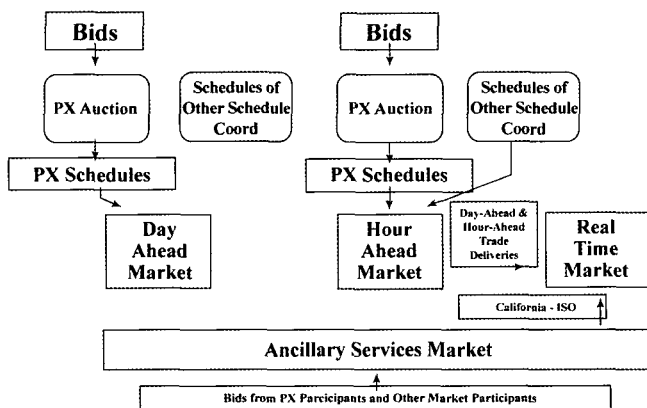 Bids
Bids
PX Auction
Schedules of
Other Schedule
Coord
PX Auction
Schedules of
Other Schedule
Coord
PX Schedules
PX Schedules
Day
Ahead
Market
Hour
Ahead
Market
Day-Ahead &
Hour-Ahead
Trade
Deliveries
Real
Time
Market
California - ISO
Ancillary Services Market
Bids from PX Parcicipants and Other Market Participants